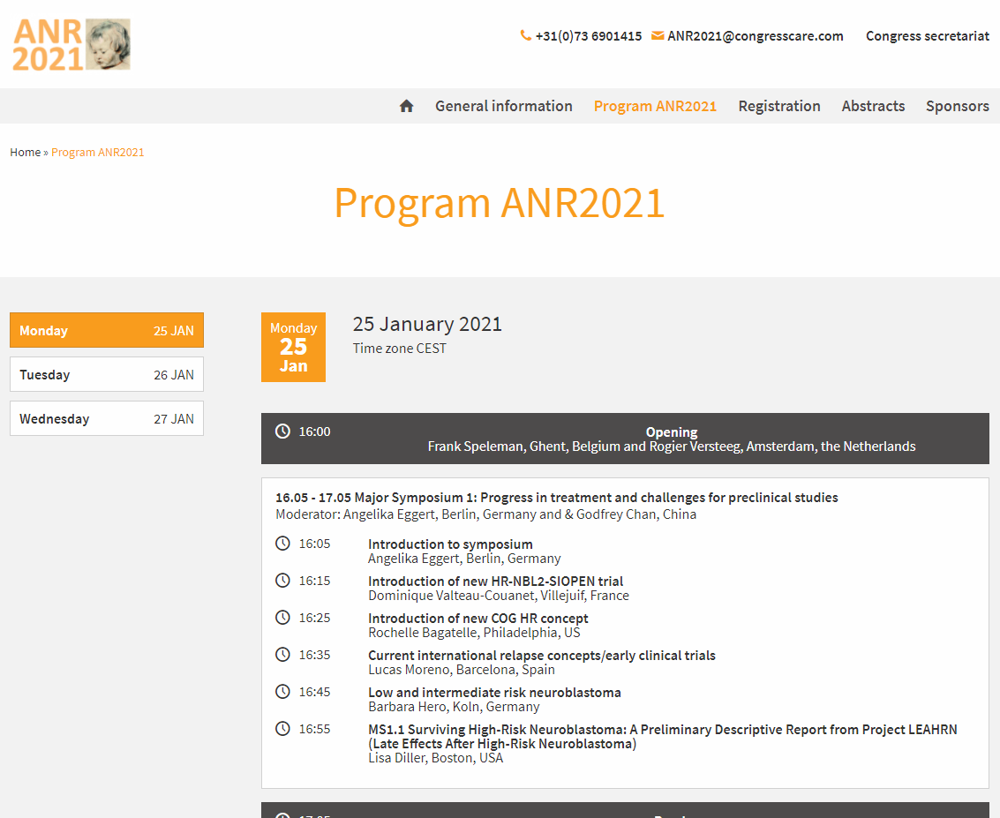 ANR
2021
+31(0)73 6901415 ANR2021@congresscare.com Congress secretariat
General information Program ANR2021 Registration Abstracts Sponsors
Home » Program ANR2021
Program ANR2021
Monday 25 JAN
Tuesday 26 JAN
Wednesday 27 JAN
Monday
25
Jan
25 January 2021
Time zone CEST
16:00 Opening
Frank Speleman, Ghent, Belgium and Rogier Versteeg, Amsterdam, the Netherlands
16.05 - 17.05 Major Symposium 1: Progress in treatment and challenges for preclinical studies
Moderator: Angelika Eggert, Berlin, Germany and & Godfrey Chan, China
16:05 Introduction to symposium
Angelika Eggert, Berlin, Germany
16:15 Introduction of new HR-NBL2-SIOPEN trial
Dominique Valteau-Couanet, Villejuif, France
16:25 Introduction of new COG HR concept
Rochelle Bagatelle, Philadelphia, US
16:35 Current international relapse concepts/early clinical trials
Lucas Moreno, Barcelona, Spain
16:45 Low and intermediate risk neuroblastoma
Barbara Hero, Koln, Germany
16:55 MS1.1 Surviving High-Risk Neuroblastoma: A Preliminary Descriptive Report from Project LEAHRN
(Late Effects After High-Risk Neuroblastoma)
Lisa Diller, Boston, USA